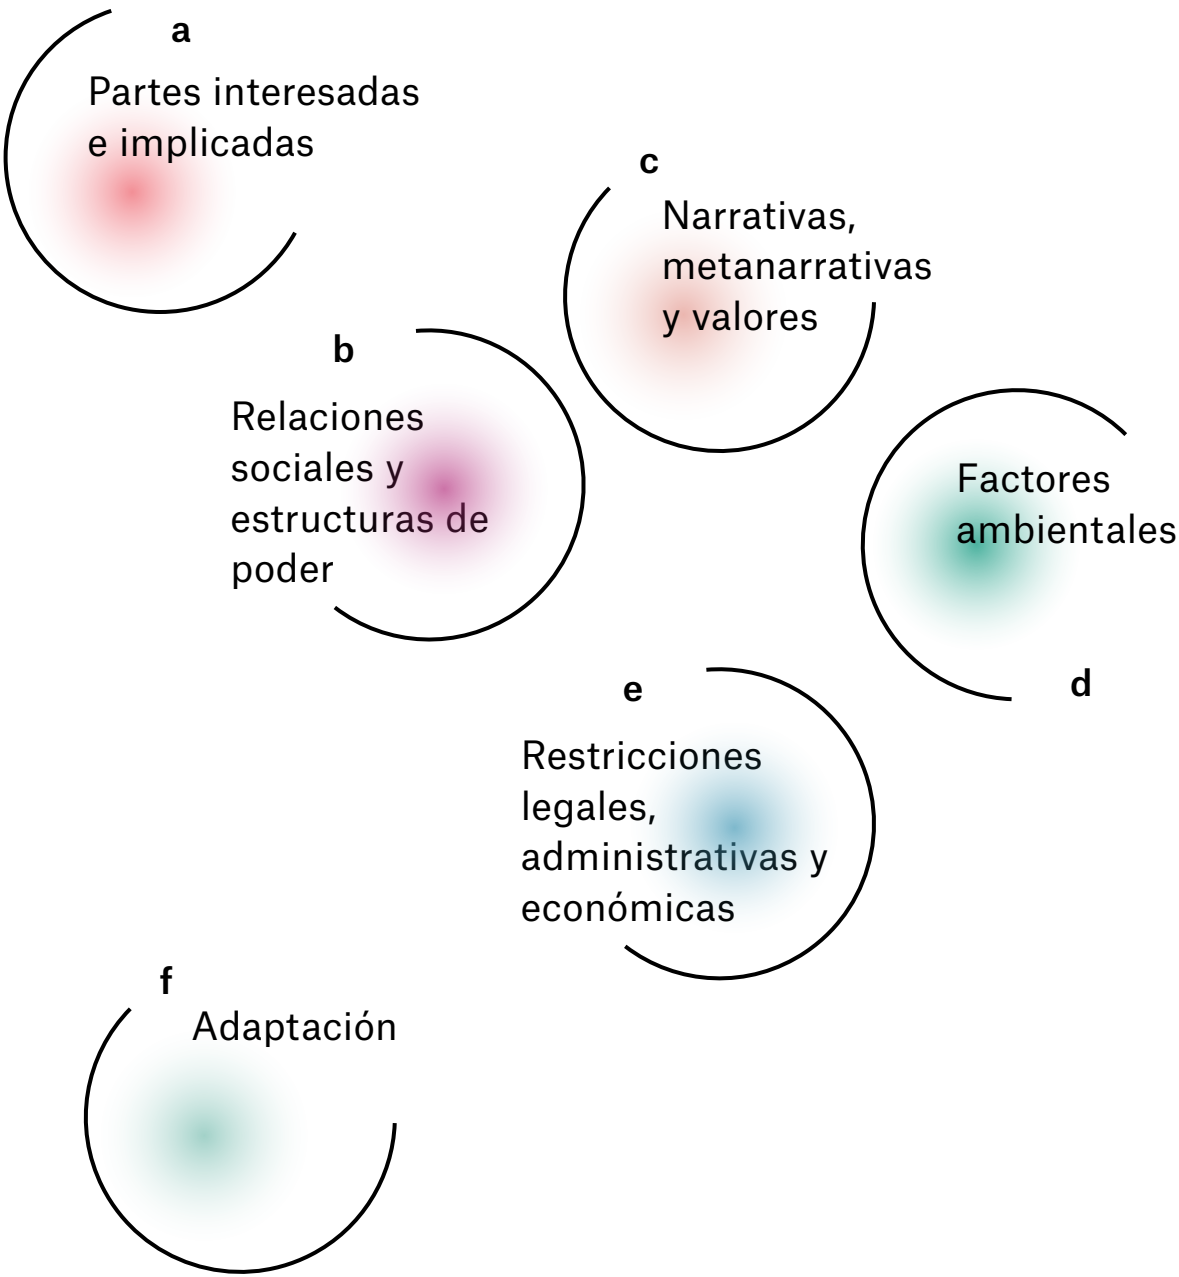 a
Partes interesadas
e implicadas
b
Relaciones
sociales y
estructuras de
poder
c
Narrativas,
metanarrativas
y valores
Factores
ambientales
d
e
Restricciones
legales,
administrativas y
económicas
f
Adaptación